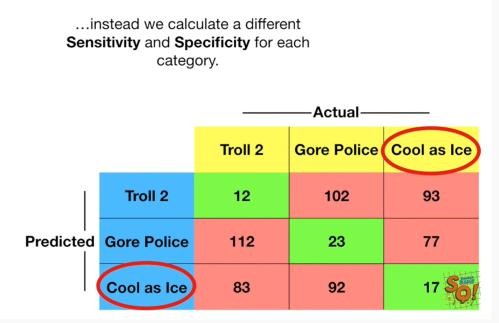 …instead we calculate a different
Sensitivity and Specificity for each
category.
Actual
Troll 2 Gore Police Cool as Ice
Troll 2 12 102 93
Predicted Gore Police 112 23 77
Cool as Ice 83 92 17
SQ!